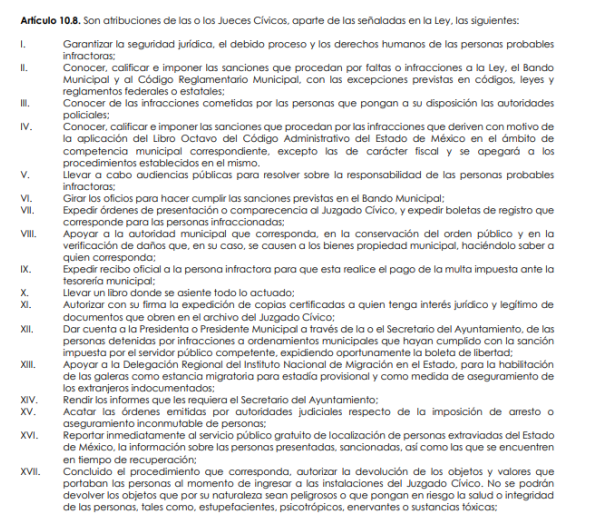 Artículo 10.8. Son atribuciones de las o los Jueces Cívicos, aparte de las señaladas en la Ley, las siguientes:
I. Garantizar la seguridad jurídica, el debido proceso y los derechos humanos de las personas probables
infractoras;
II. Conocer, calificar e imponer las sanciones que procedan por faltas o infracciones a la Ley, el Bando
Municipal y al Código Reglamentario Municipal, con las excepciones previstas en códigos, leyes y
reglamentos federales o estatales;
III. Conocer de las infracciones cometidas por las personas que pongan a su disposición las autoridades
policiales;
IV. Conocer, calificar e imponer las sanciones que procedan por las infracciones que deriven con motivo de
la aplicación del Libro Octavo del Código Administrativo del Estado de México en el ámbito de
competencia municipal correspondiente, excepto las de carácter fiscal y se apegará a los
procedimientos establecidos en el mismo.
V. Llevar a cabo audiencias públicas para resolver sobre la responsabilidad de las personas probables
infractoras;
VI. Girar los oficios para hacer cumplir las sanciones previstas en el Bando Municipal;
VII. Expedir órdenes de presentación o comparecencia al Juzgado Cívico, y expedir boletas de registro que
corresponde para las personas infraccionadas;
VIII. Apoyar a la autoridad municipal que corresponda, en la conservación del orden público y en la
verificación de daños que, en su caso, se causen a los bienes propiedad municipal, haciéndolo saber a
quien corresponda;
IX. Expedir recibo oficial a la persona infractora para que esta realice el pago de la multa impuesta ante la
tesorería municipal;
X. Llevar un libro donde se asiente todo lo actuado;
XI. Autorizar con su firma la expedición de copias certificadas a quien tenga interés jurídico y legítimo de
documentos que obren en el archivo del Juzgado Cívico;
XII. Dar cuenta a la Presidenta o Presidente Municipal a través de la o el Secretario del Ayuntamiento, de las
personas detenidas por infracciones a ordenamientos municipales que hayan cumplido con la sanción
impuesta por el servidor público competente, expidiendo oportunamente la boleta de libertad;
XIII. Apoyar a la Delegación Regional del Instituto Nacional de Migración en el Estado, para la habilitación
de las galeras como estancia migratoria para estadía provisional y como medida de aseguramiento de
los extranjeros indocumentados;
XIV. Rendir los informes que les requiera el Secretario del Ayuntamiento;
XV. Acatar las órdenes emitidas por autoridades judiciales respecto de la imposición de arresto o
aseguramiento inconmutable de personas;
XVI. Reportar inmediatamente al servicio público gratuito de localización de personas extraviadas del Estado
de México, la información sobre las personas presentadas, sancionadas, así como las que se encuentren
en tiempo de recuperación;
XVII. Concluido el procedimiento que corresponda, autorizar la devolución de los objetos y valores que
portaban las personas al momento de ingresar a las instalaciones del Juzgado Cívico. No se podrán
devolver los objetos que por su naturaleza sean peligrosos o que pongan en riesgo la salud o integridad
de las personas, tales como, estupefacientes, psicotrópicos, enervantes o sustancias tóxicas;